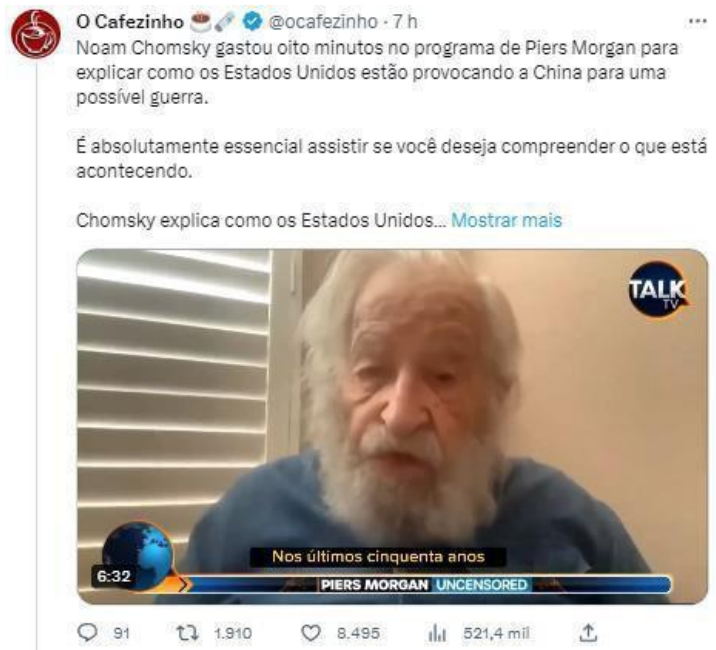 O Cafezinho @ocafezinho · 7 h
Noam Chomsky gastou oito minutos no programa de Piers Morgan para
explicar como os Estados Unidos estão provocando a China para uma
possível guerra.
É absolutamente essencial assistir se você deseja compreender o que está
acontecendo.
Chomsky explica como os Estados Unidos... Mostrar mais
TALK
TV
Nos últimos cinquenta anos
6:32
PIERS MORGAN UNCENSORED
91 1.910 8.495 521,4 mil